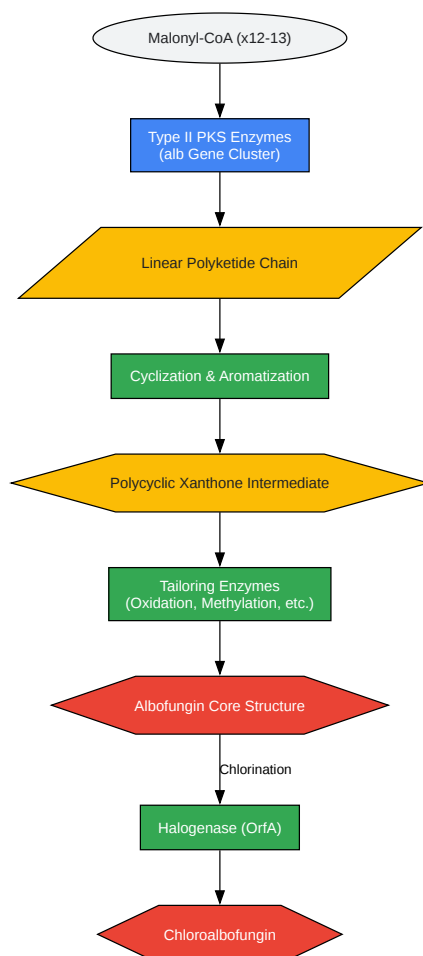 Malonyl-CoA (x12-13)
Type II PKS Enzymes
(alb Gene Cluster)
Linear Polyketide Chain
Cyclization & Aromatization
Polycyclic Xanthone Intermediate
Tailoring Enzymes
(Oxidation, Methylation, etc.)
Albofungin Core Structure
Chlorination
Halogenase (OrfA)
Chloroalbofungin